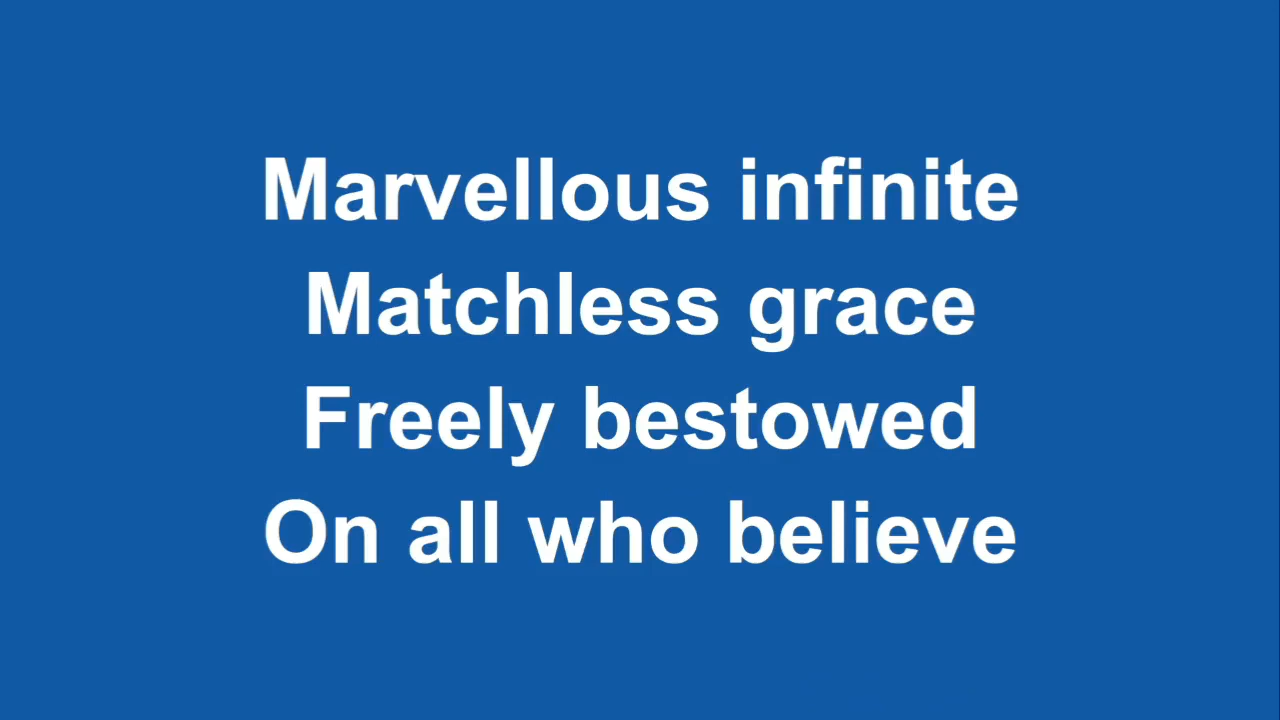 Marvellous infinite
Matchless grace
Freely bestowed
On all who believe